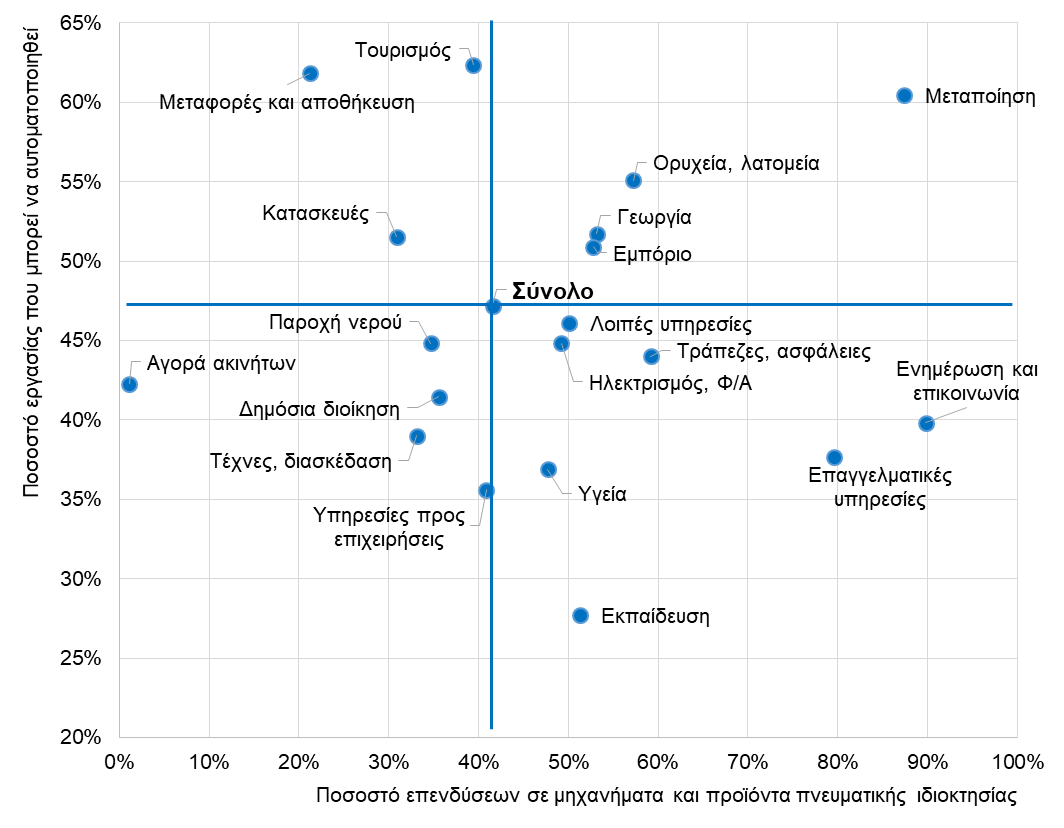 Ποσοστό εργασίας που μπορεί να αυτοματοποιηθεί
65%
60%
55%
50%
45%
40%
35%
30%
25%
20%
Τουρισμός
Μεταφορές και αποθήκευση
Μεταποίηση
Ορυχεία, λατομεία
Κατασκευές
Γεωργία
Εμπόριο
Σύνολο
Παροχή νερού
Λοιπές υπηρεσίες
Τράπεζες, ασφάλειες
Αγορά ακινήτων
Ηλεκτρισμός, Φ/Α
Ενημέρωση και
επικοινωνία
Δημόσια διοίκηση
Τέχνες, διασκέδαση
Επαγγελματικές
υπηρεσίες
Υγεία
Υπηρεσίες προς
επιχειρήσεις
Εκπαίδευση
0%
10%
20%
30%
40%
50%
60%
70%
80%
90%
100%
Ποσοστό επενδύσεων σε μηχανήματα και προϊόντα πνευματικής ιδιοκτησίας